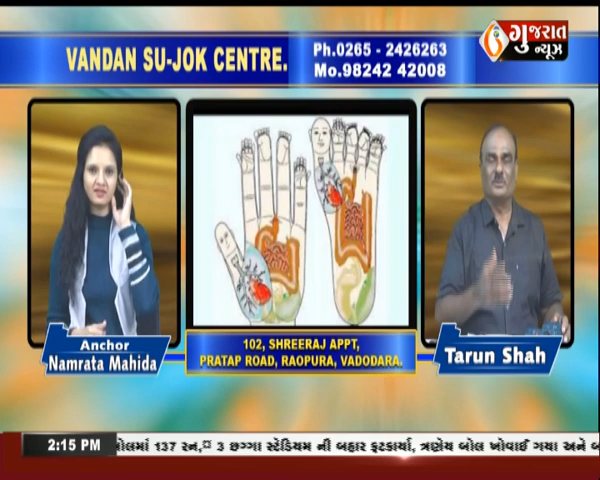 VANDAN SU-JOK CENTRE.
Ph.0265 - 2426263
Mo.98242 42008
ગુજરાત
ન્યૂઝ
Anchor
Namrata Mahida
102, SHREERAJ APPT,
PRATAP ROAD, RAOPURA, VADODARA.
Tarun Shah
2:15 PM
137 રન, 3 છગ્ગા સ્ટેડિયમ ની બહાર ફટકાર્યા, ત્રણેય બોલ ખોવાઈ ગયા અને